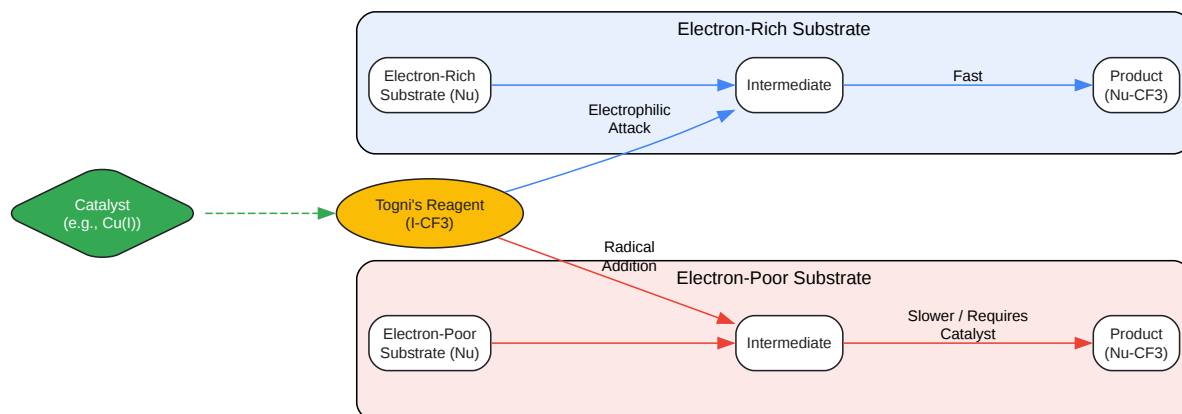 Electron-Rich Substrate
Electron-Rich
Substrate (Nu)
Intermediate
Fast
Product
(Nu-CF3)
Electrophilic
Attack
Catalyst
(e.g., Cu(I))
Togni's Reagent
(I-CF3)
Radical
Addition
Electron-Poor Substrate
Electron-Poor
Substrate (Nu)
Intermediate
Slower / Requires
Catalyst
Product
(Nu-CF3)